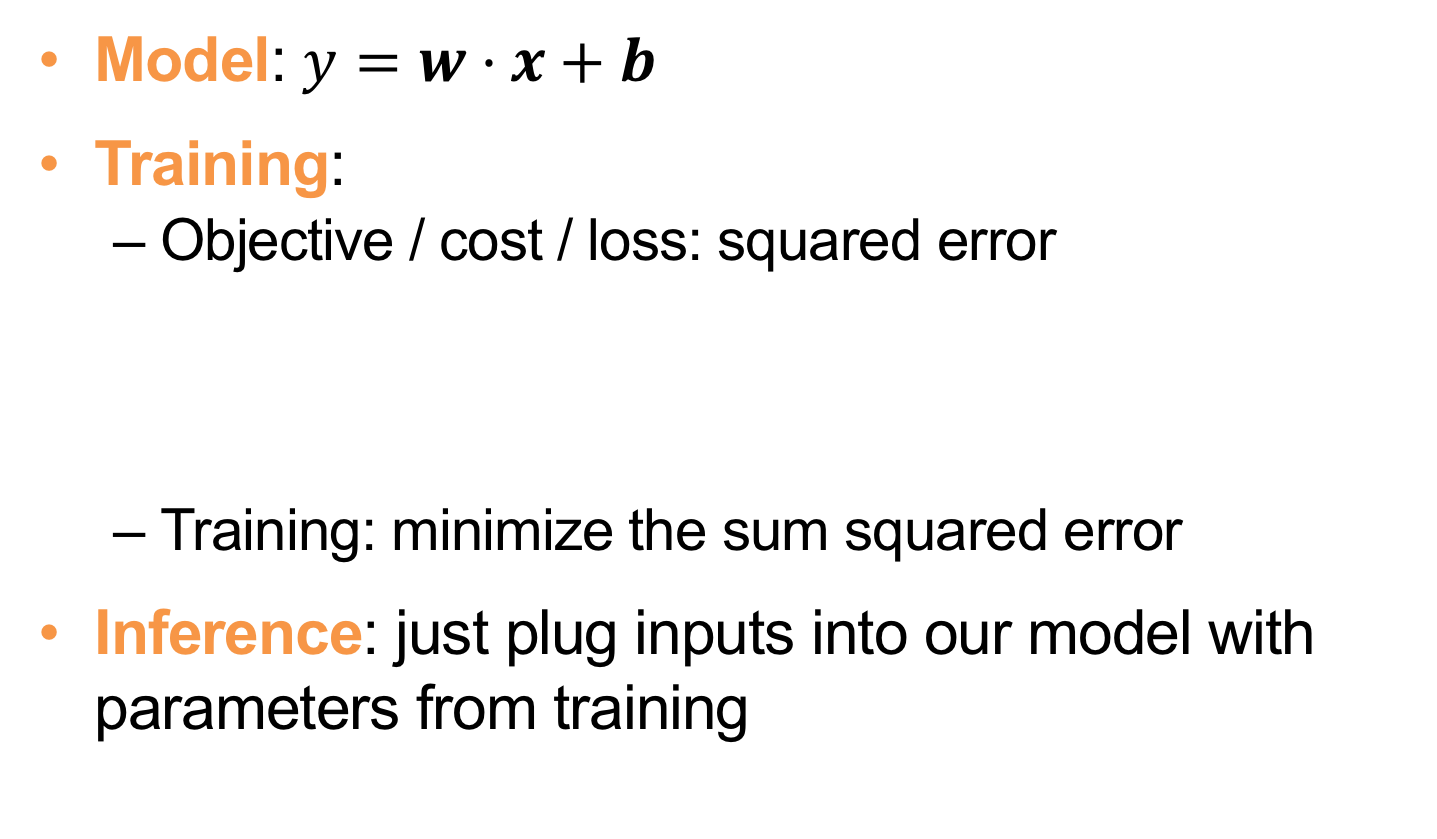 • Model: y = w · x + b
• Training:
– Objective / cost / loss: squared error
– Training: minimize the sum squared error
• Inference: just plug inputs into our model with
parameters from training